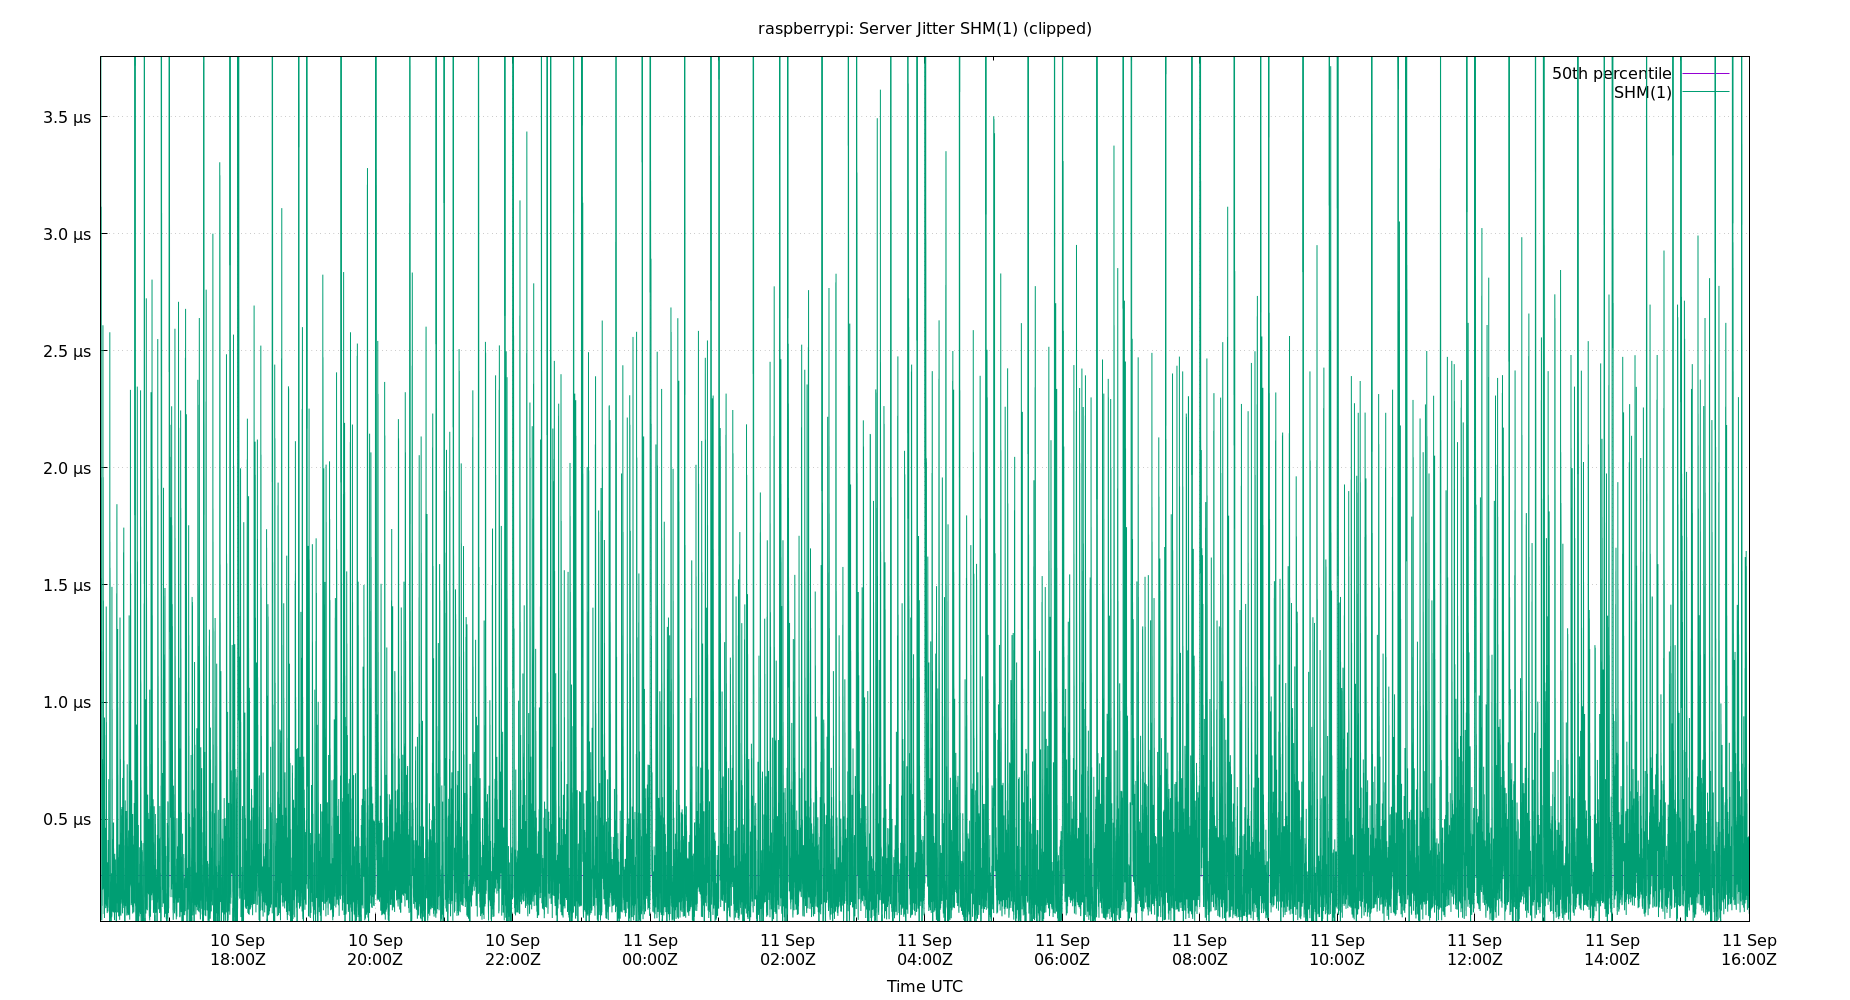 raspberrypi: Server Jitter SHM(1) (clipped)
50th percentile
SHM(1)
3.5 µs
3.0 µs
2.5 µs
2.0 µs
1.5 µs
1.0 µs
0.5 µs
10 Sep 10 Sep 10 Sep 11 Sep 11 Sep 11 Sep 11 Sep 11 Sep 11 Sep 11 Sep 11 Sep 11 Sep
18:00Z 20:00Z 22:00Z 00:00Z 02:00Z 04:00Z 06:00Z 08:00Z 10:00Z 12:00Z 14:00Z 16:00Z
Time UTC